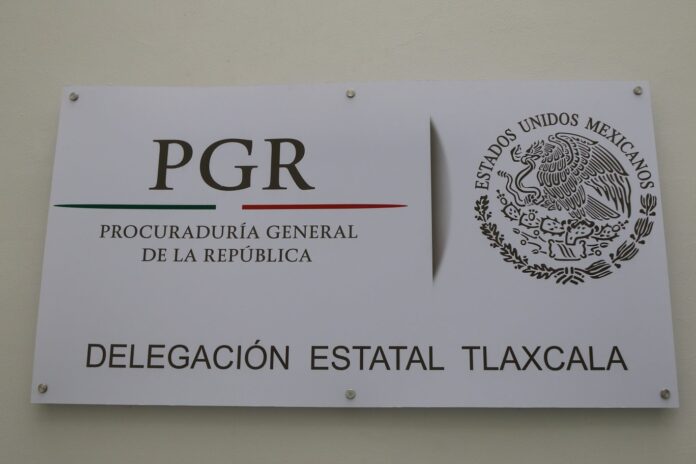 PGR
PROCURADURÍA GENERAL
DE LA REPÚBLICA
ESTADOS UNIDOS MEXICANOS
DELEGACIÓN ESTATAL TLAXCALA